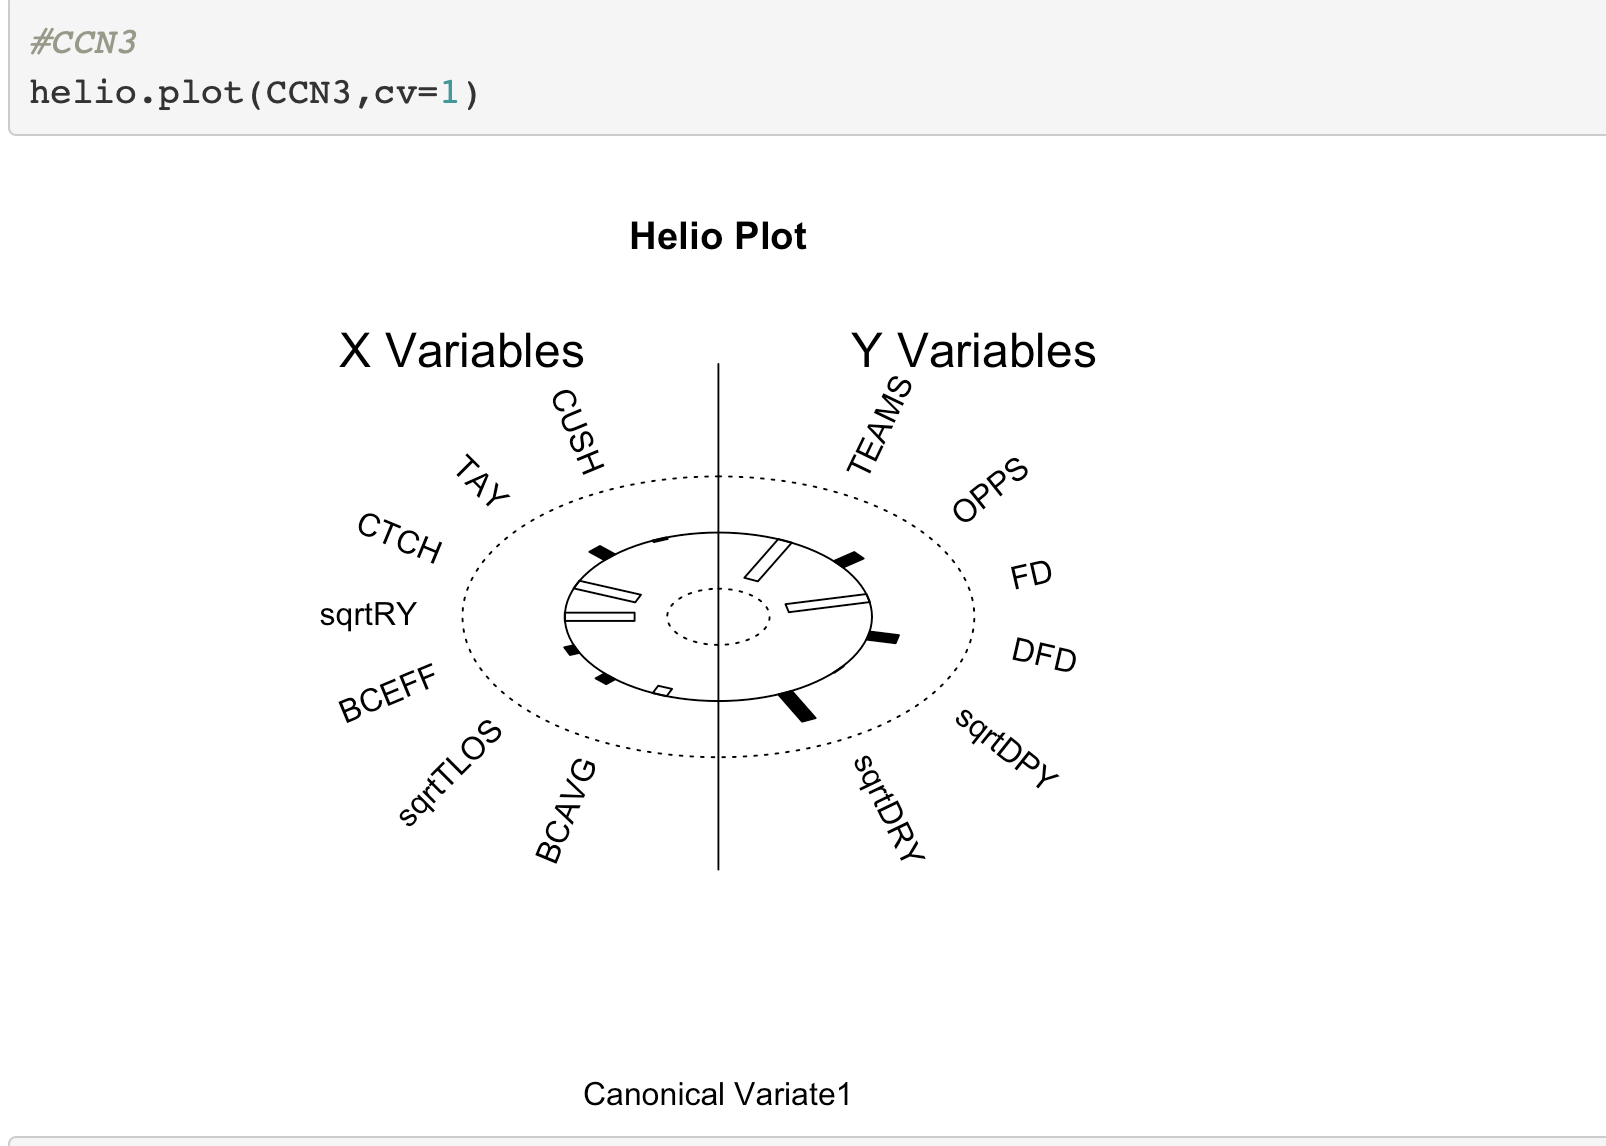 #CCN3
helio.plot(CCN3,cv=1)
Helio Plot
X Variables
Y Variables
CUSH
TAY
CTCH
sqrtRY
BCEFF
sqrtTLOS
BCAVG
TEAMS
OPPS
FD
DFD
sqrtDPY
sqrtDRY
Canonical Variate1